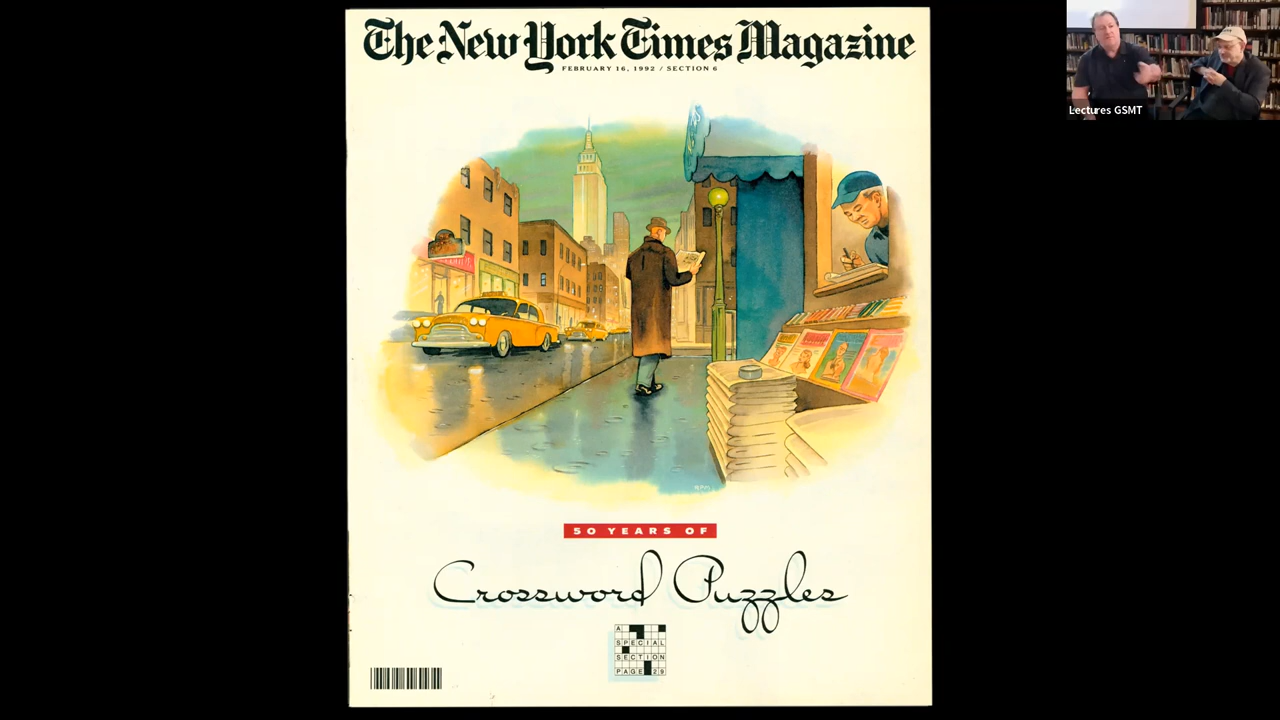 The New York Times Magazine
FEBRUARY 16, 1992 / SECTION 6
Lectures GSMT
50 YEARS OF
Crossword Puzzles
A
SPECIAL
SECTION
PAGE 29